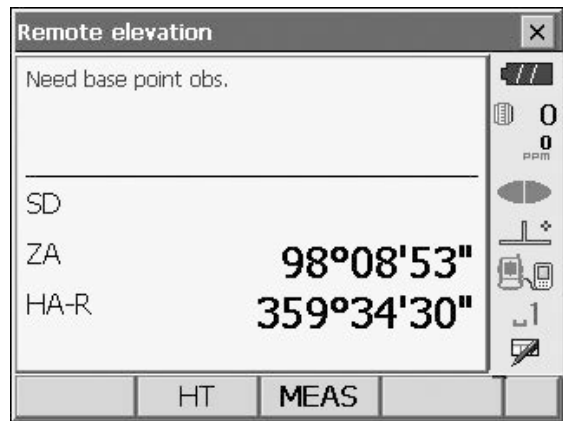 Remote elevation
Need base point obs.
0
0
PPM
SD
ZA 98°08'53"
HA-R 359°34'30"
1
HT MEAS